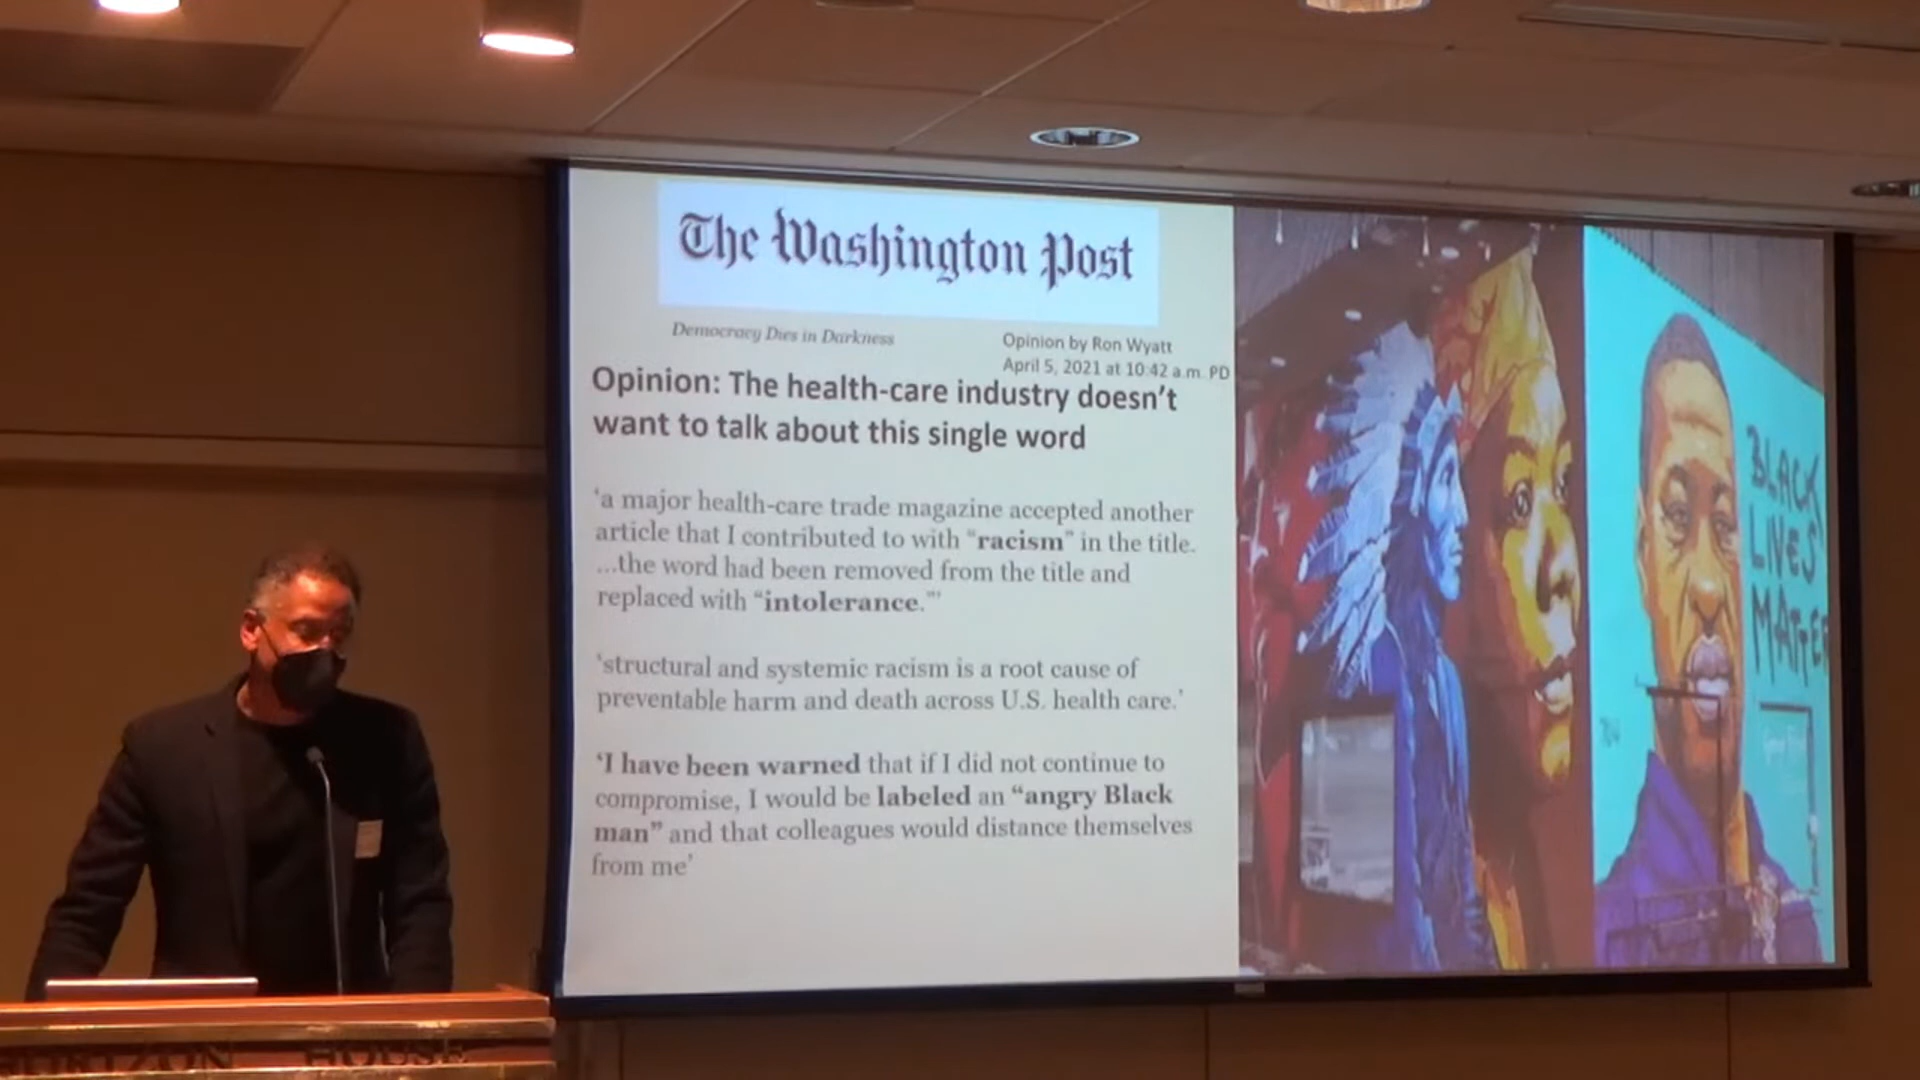 The Washington Post
Democracy Dies in Darkness
Opinion by Ron Wyatt
April 5, 2021 at 10:42 a.m. PD
Opinion: The health-care industry doesn't
want to talk about this single word
‘a major health-care trade magazine accepted another
article that I contributed to with “racism” in the title.
...the word had been removed from the title and
replaced with “intolerance.”’
‘structural and systemic racism is a root cause of
preventable harm and death across U.S. health care.’
‘I have been warned that if I did not continue to
compromise, I would be labeled an “angry Black
man” and that colleagues would distance themselves
from me’
BLACK
LIVES
MATTER
HORIZON HOUSE